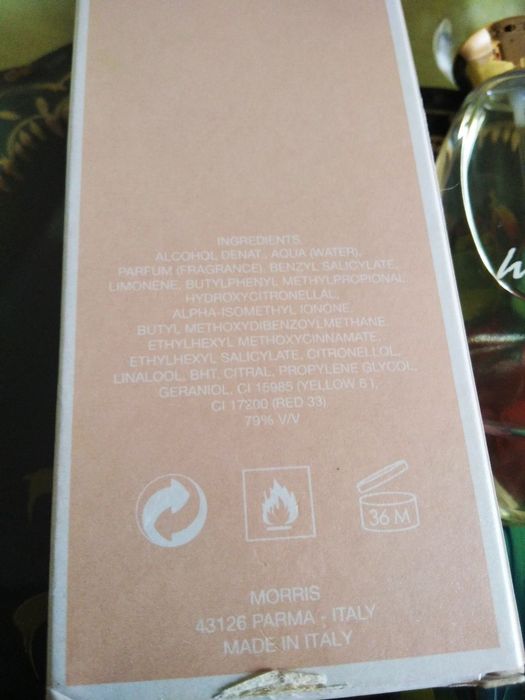 INGREDIENTS
ALCOHOL DENAT., AQUA (WATER),
PARFUM (FRAGRANCE), BENZYL SALICYLATE,
LIMONENE, BUTYLPHENYL METHYLPROPIONAL
HYDROXYCITRONELLAL,
ALPHA-ISOMETHYL IONONE,
BUTYL METHOXYDIBENZOYLMETHANE
ETHYLHEXYL METHOXYCINNAMATE,
ETHYLHEXYL SALICYLATE, CITRONELLOL,
LINALOOL, BHT, CITRAL, PROPYLENE GLYCOL,
GERANIOL, CI 15985 (YELLOW 6),
CI 17200 (RED 33)
79% V/V
36 M
MORRIS
43126 PARMA - ITALY
MADE IN ITALY